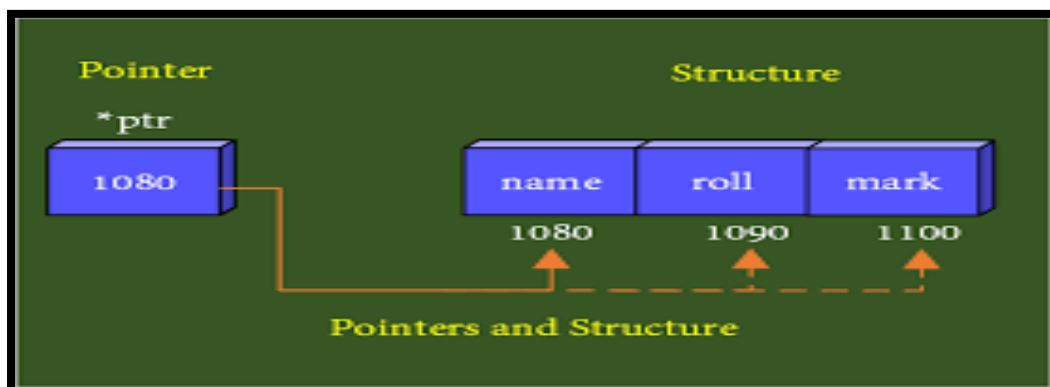 Pointer
Structure
*ptr
1080
name
roll
mark
1080
1090
1100
Pointers and Structure